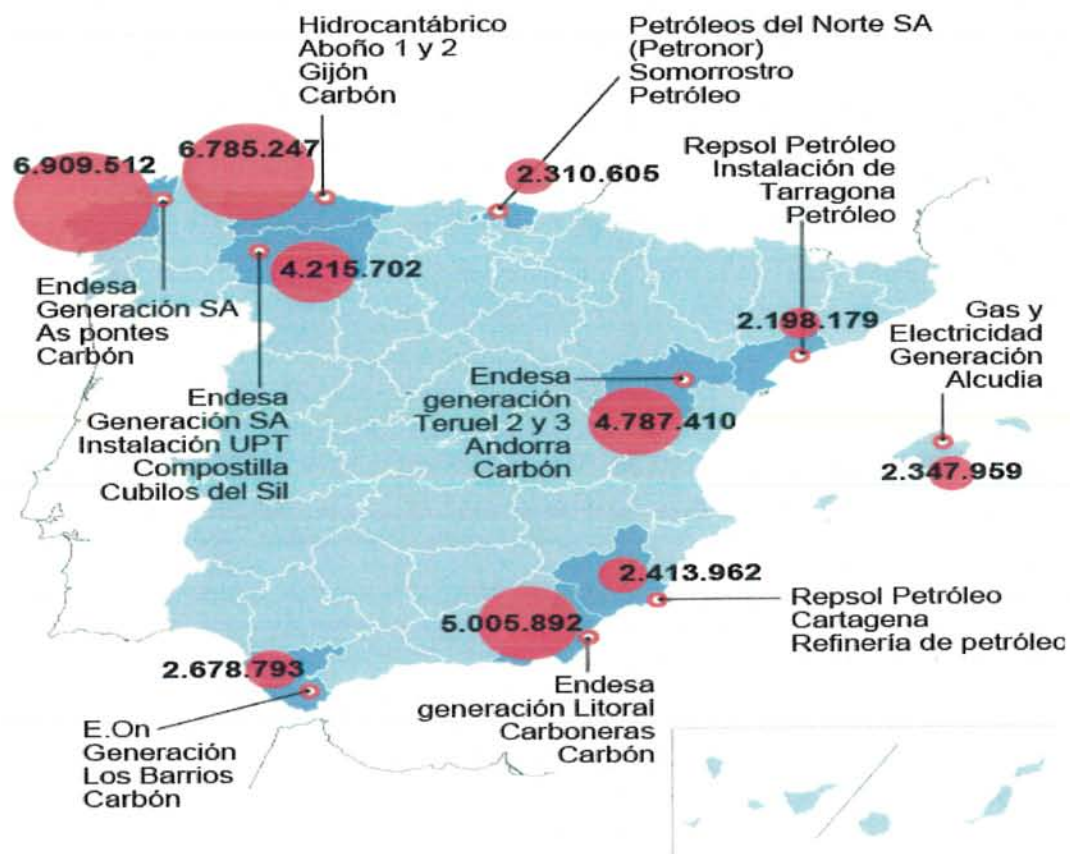 Hidrocantábrico
Aboño 1 y 2
Gijón
Carbón
Petróleos del Norte SA
(Petronor)
Somorrostro
Petróleo
6.909.512
6.785.247
2.310.605
Repsol Petróleo
Instalación de
Tarragona
Petróleo
4.215.702
Endesa
Generación SA
As pontes
Carbón
2.198.179
Gas y
Electricidad
Generación
Alcudia
Endesa
Generación SA
Instalación UPT
Compostilla
Cubilos del Sil
Endesa
generación
Teruel 2 y 3
Andorra
Carbón
4.787.410
2.347.959
2.413.962
Repsol Petróleo
Cartagena
Refinería de petróleo
5.005.892
2.678.793
Endesa
generación Litoral
Carboneras
Carbón
E.On
Generación
Los Barrios
Carbón